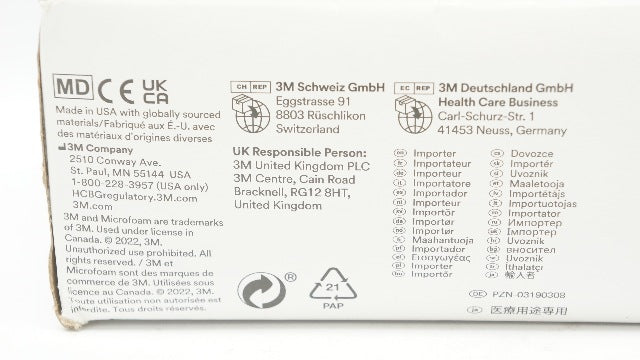 MD CE UK CA
Made in USA with globally sourced
materials/Fabriqué aux É.-U. avec
des matériaux d'origines diverses
3M Company
2510 Conway Ave.
St. Paul, MN 55144 USA
1-800-228-3957 (USA only)
HCBGregulatory.3M.com
3M.com
3M and Microfoam are trademarks
of 3M. Used under license in
Canada. © 2022, 3M.
Unauthorized use prohibited. All
rights reserved. / 3M et
Microfoam sont des marques de
commerce de 3M. Utilisées sous
licence au Canada. © 2022, 3M.
Toute utilisation non autorisée est
interdite. Tous droits réservés.
CH REP
3M Schweiz GmbH
Eggstrasse 91
8803 Rüschlikon
Switzerland
EC REP
3M Deutschland GmbH
Health Care Business
Carl-Schurz-Str. 1
41453 Neuss, Germany
UK Responsible Person:
3M United Kingdom PLC
3M Centre, Cain Road
Bracknell, RG12 8HT,
United Kingdom
Importer
Importateur
Importeur
Importatore
Importador
Importeur
Importör
Importør
Maahantuoja
Importador
Εισαγωγέας
Importer
Importőr
Dovozce
Importér
Uvoznik
Maaletooja
Importētājs
Importuotojas
Importator
Импортер
Імпортер
Uvoznik
вносител
Uvoznik
İthalatçı
輸入者
®
21
PAP
DE PZN-03190308
医療用途専用